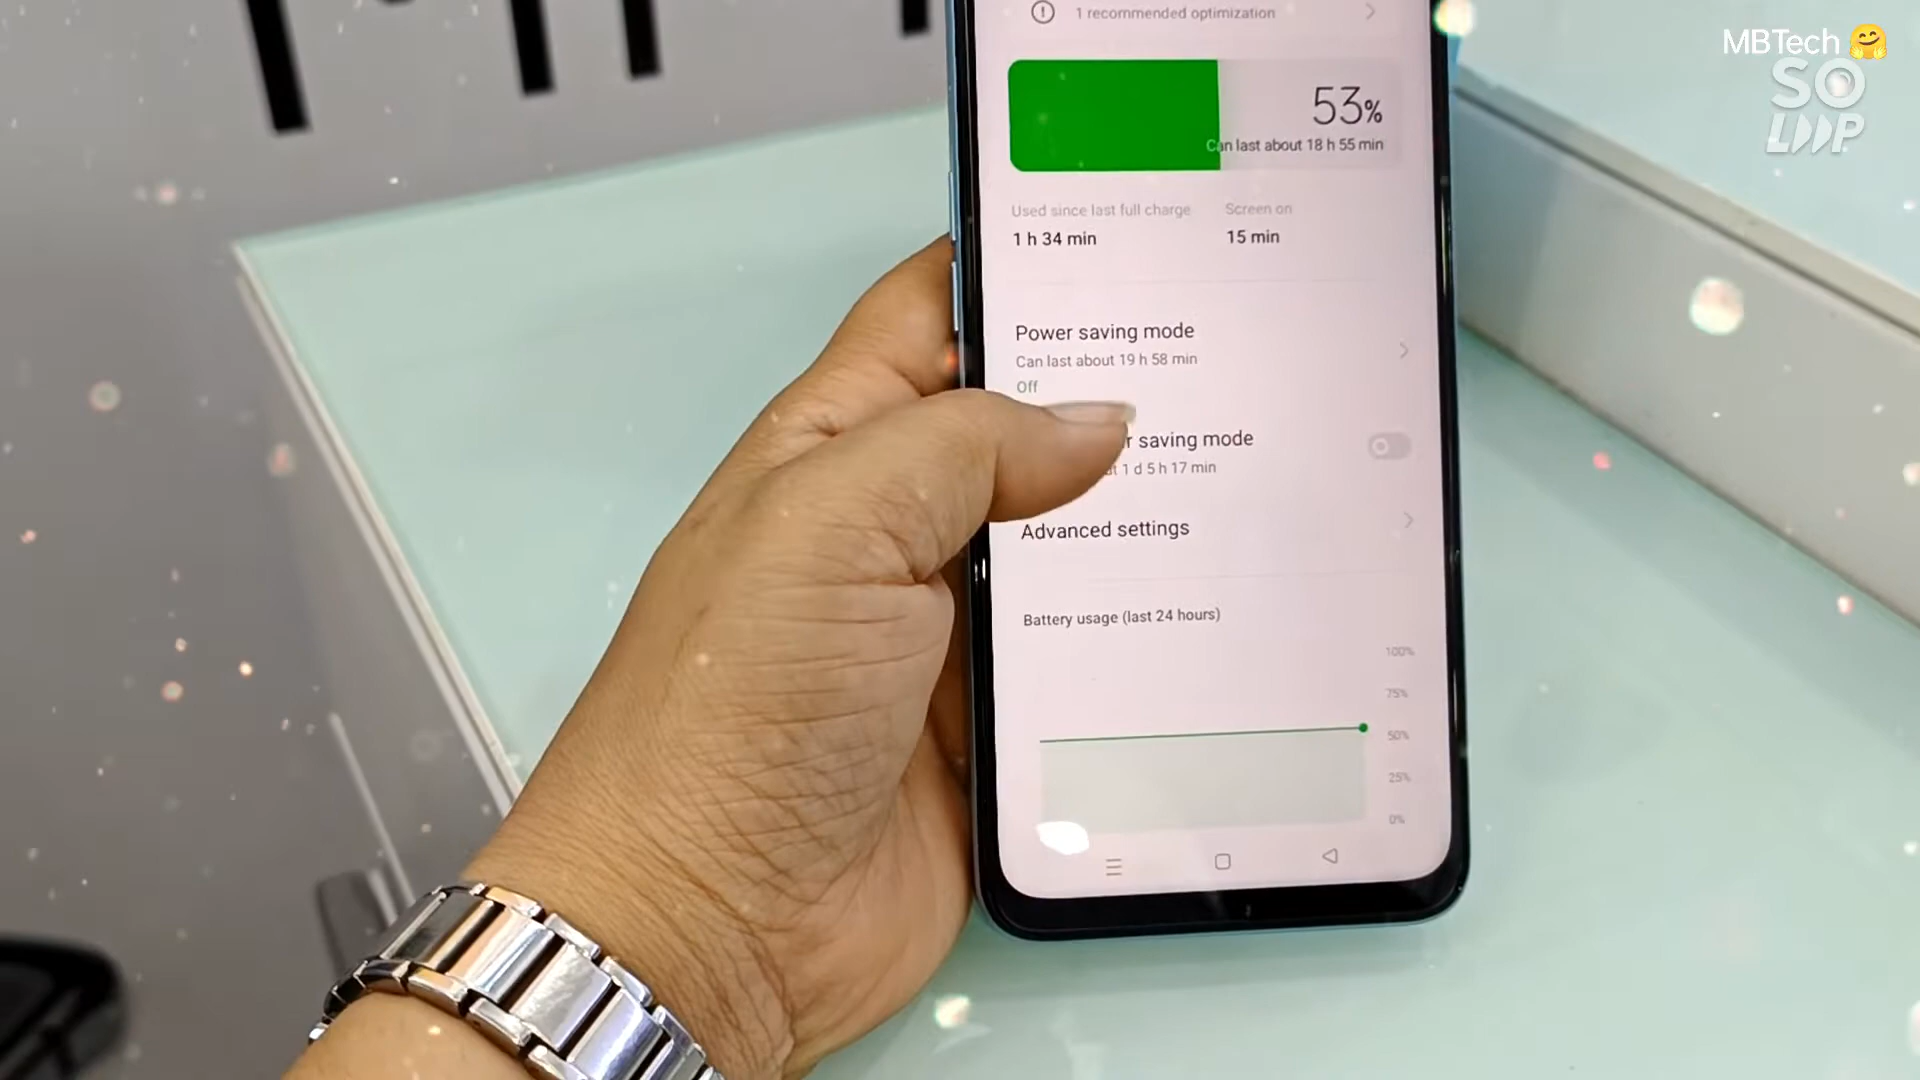 1 recommended optimization
MBTech
SO
LOOP
53%
Can last about 18 h 55 min
Used since last full charge
Screen on
1 h 34 min
15 min
Power saving mode
Can last about 19 h 58 min
Off
saving mode
1 d 5 h 17 min
Advanced settings
Battery usage (last 24 hours)
100%
75%
50%
25%
0%